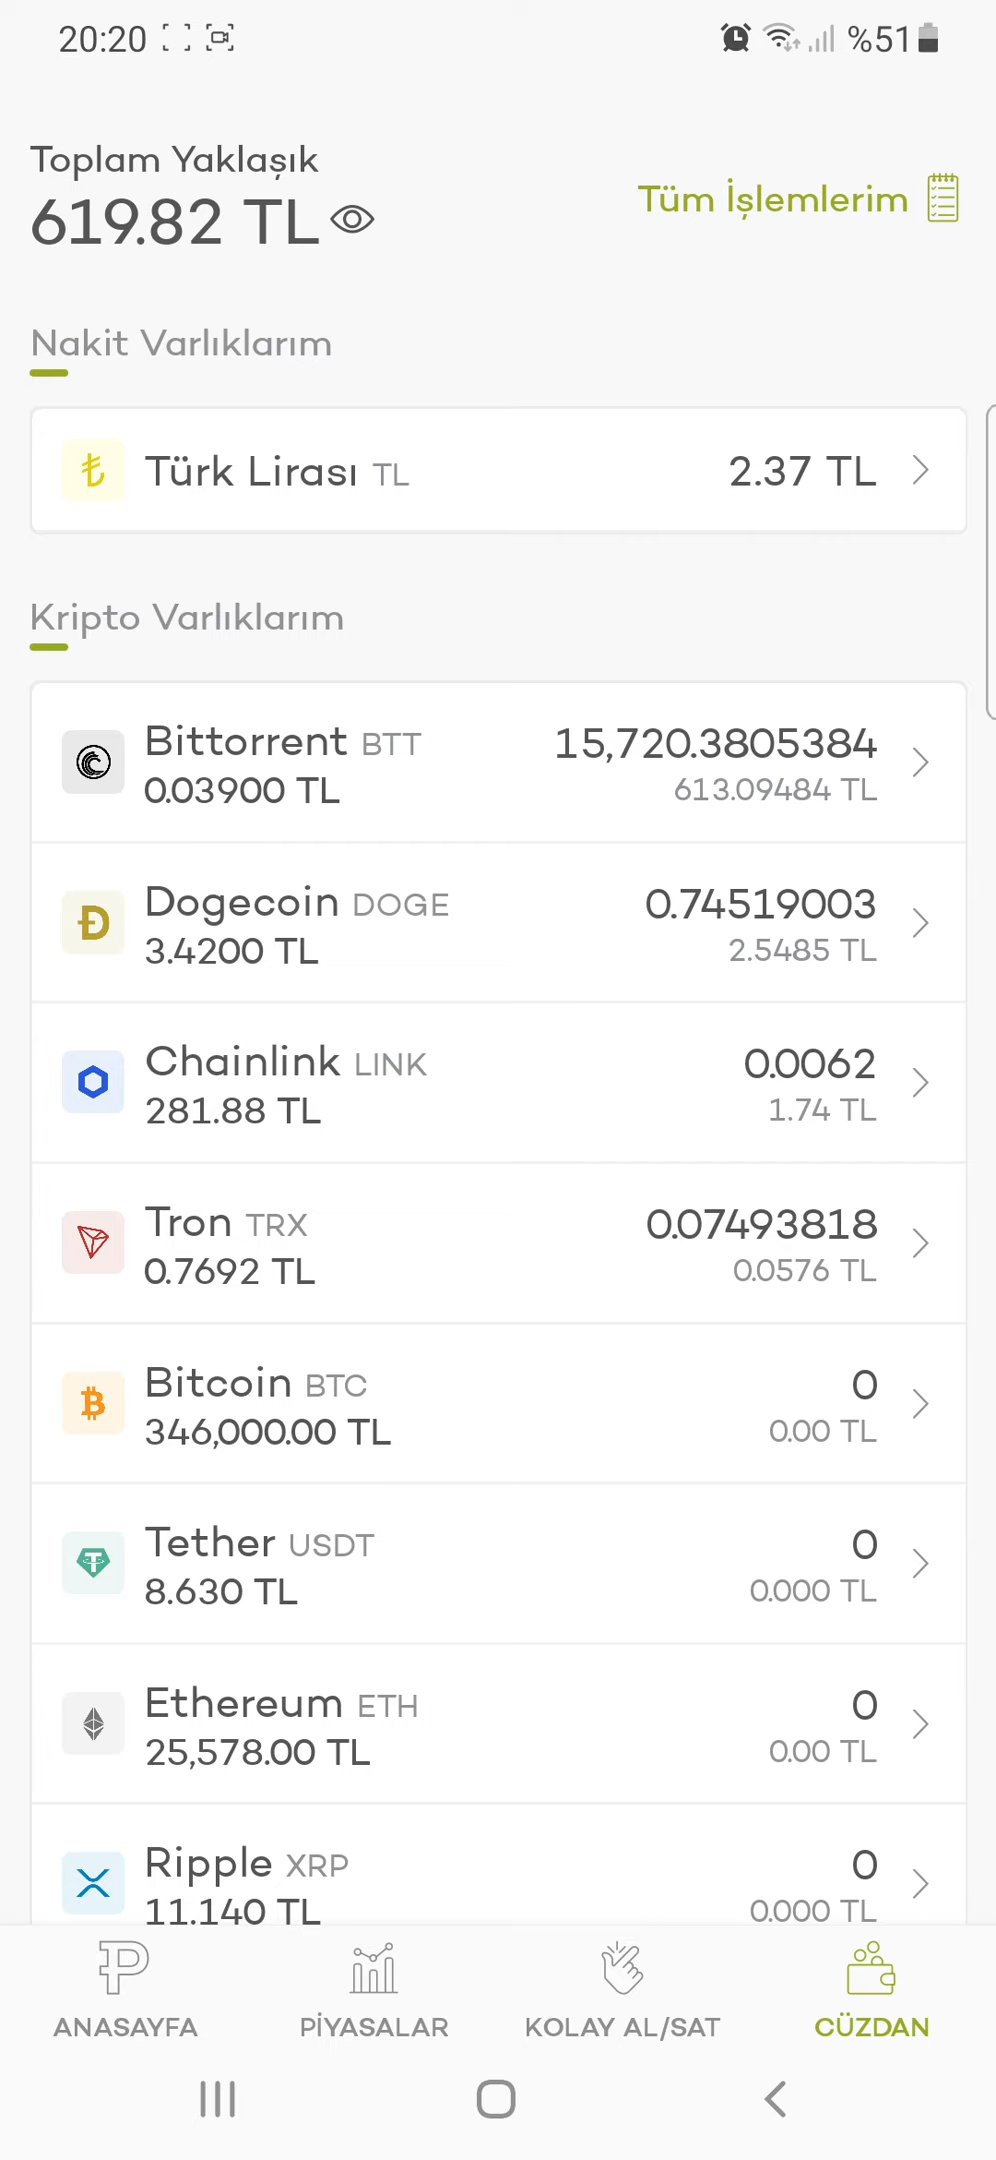 20:20 %51
Toplam Yaklaşık
619.82 TL
Tüm İşlemlerim
Nakit Varlıklarım
Türk Lirası TL 2.37 TL
Kripto Varlıklarım
Bittorrent BTT 15,720.3805384
0.03900 TL 613.09484 TL
Dogecoin DOGE 0.74519003
3.4200 TL 2.5485 TL
Chainlink LINK 0.0062
281.88 TL 1.74 TL
Tron TRX 0.07493818
0.7692 TL 0.0576 TL
Bitcoin BTC 0
346,000.00 TL 0.00 TL
Tether USDT 0
8.630 TL 0.000 TL
Ethereum ETH 0
25,578.00 TL 0.00 TL
Ripple XRP 0
11.140 TL 0.000 TL
ANASAYFA PİYASALAR KOLAY AL/SAT CÜZDAN